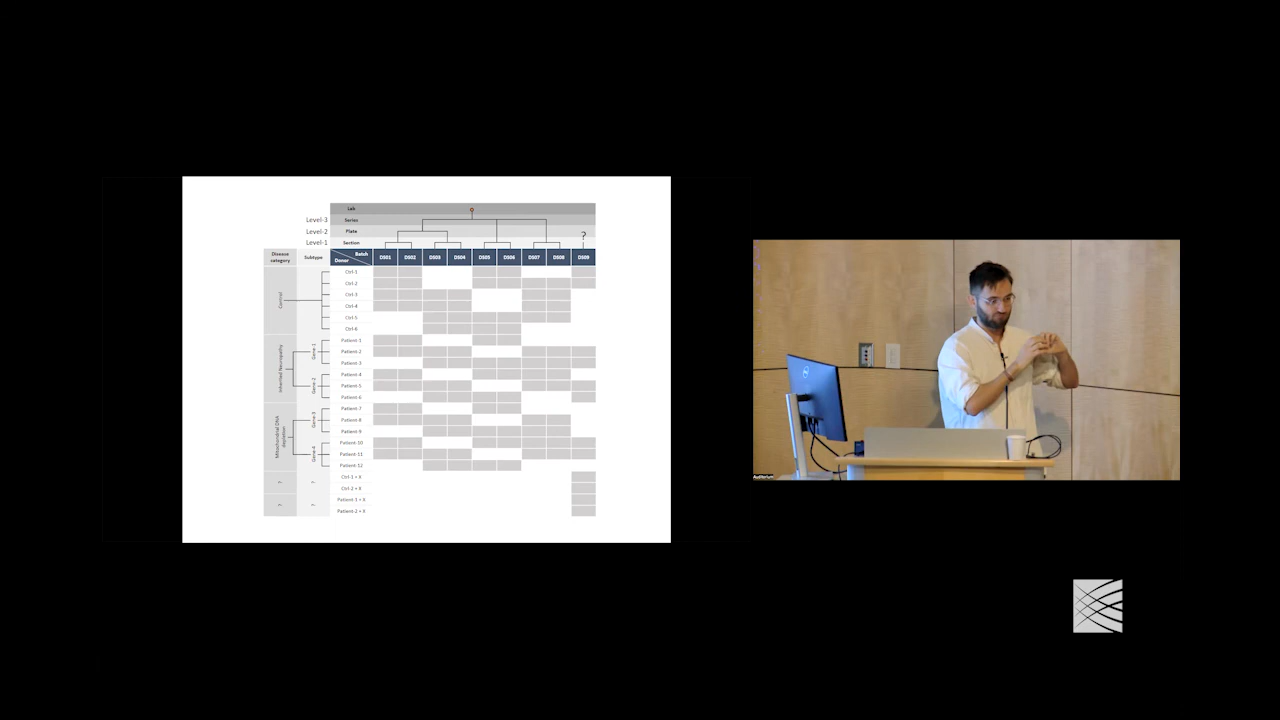 Lab
Level-3 Series
Level-2 Plate
?
Level-1 Section
Disease category Subtype Batch Donor DS01 DS02 DS03 DS04 DS05 DS06 DS07 DS08 DS09
Control
Ctrl-1
Ctrl-2
Ctrl-3
Ctrl-4
Ctrl-5
Ctrl-6
Inherited Neuropathy
Gene-1
Patient-1
Patient-2
Patient-3
Gene-2
Patient-4
Patient-5
Patient-6
Mitochondrial DNA depletion
Gene-3
Patient-7
Patient-8
Patient-9
Gene-4
Patient-10
Patient-11
Patient-12
? ?
Ctrl-1 + X
Ctrl-2 + X
? ?
Patient-1 + X
Patient-2 + X
DELL
Auditorium